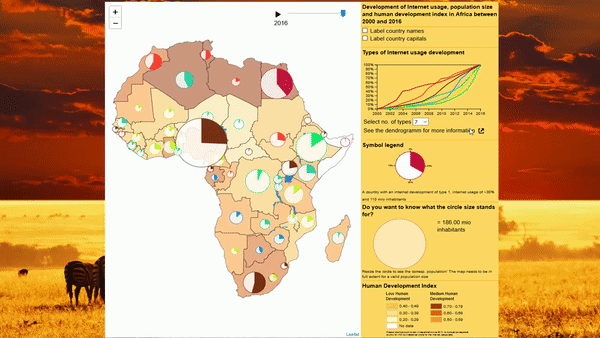 +
−
2016
Development of Internet usage, population size
and human development index in Africa between
2000 and 2016
Label country names
Label country capitals
Types of Internet usage development
100%
90%
80%
70%
60%
50%
40%
30%
20%
10%
0%
2000 2002 2004 2006 2008 2010 2012 2014 2016
Select no. of types 7
See the dendrogramm for more information
Symbol legend
A country with an internet development of type 1, internet usage of
and 110 mio inhabitants
Do you want to know what the circle size stands
for?
= 186.00 mio
inhabitants
Resize the circle to see the corresp. population! The map needs to be in
full extent for a valid population size
Human Development Index
Low Human
Development
Medium Human
Development
0.40 - 0.49
0.70 - 0.79
0.30 - 0.39
0.60 - 0.69
0.20 - 0.29
0.50 - 0.59
No data
Leaflet